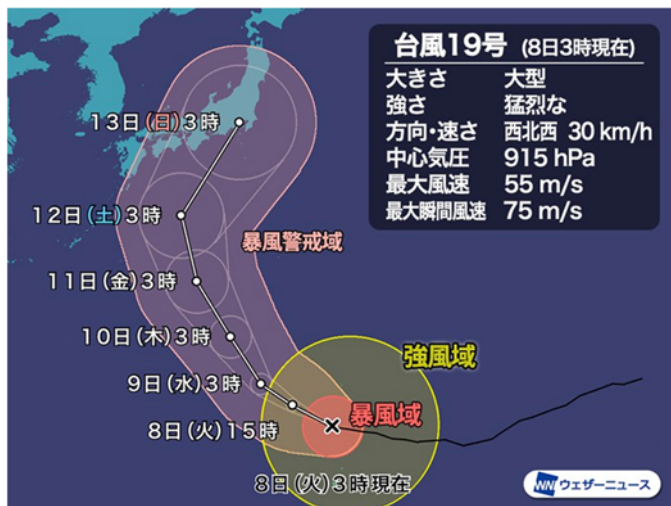 台風19号 (8日3時現在)
大きさ 大型
強さ 猛烈な
方向・速さ 西北西 30 km/h
中心気圧 915 hPa
最大風速 55 m/s
最大瞬間風速 75 m/s
13日(日)3時
12日(土)3時
暴風警戒域
11日(金)3時
10日(木)3時
強風域
9日(水)3時
暴風域
8日(火)15時
8日(火)3時現在
WN ウェザーニュース